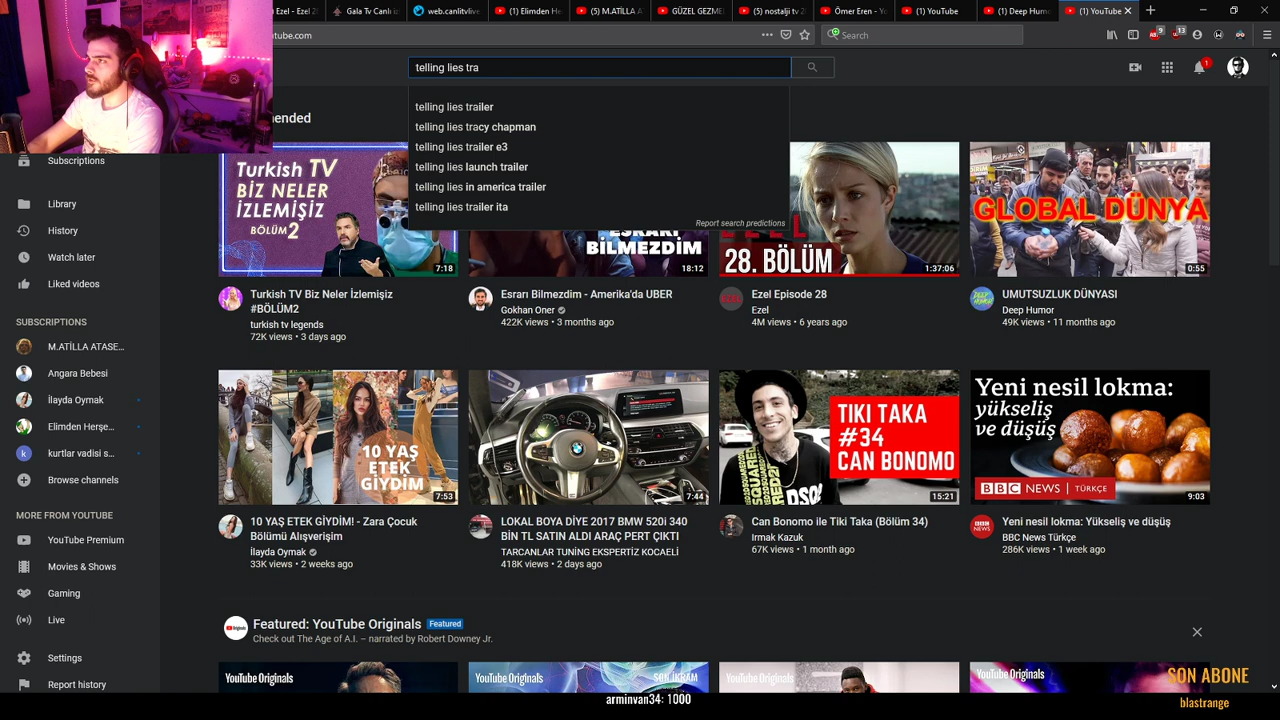 Ezel - Ezel 28
Gala Tv Canlı iz
web.canlitvlive
(1) Elimden He
(5) M.ATİLLA A
GÜZEL GEZME
(5) nostalji tv 2
Ömer Eren - Yo
(1) YouTube
(1) Deep Humo
(1) YouTube
tube.com
Search
telling lies tra
telling lies trailer
telling lies tracy chapman
telling lies trailer e3
telling lies launch trailer
telling lies in america trailer
telling lies trailer ita
Report search predictions
1
9
13
Subscriptions
Library
History
Watch later
Liked videos
SUBSCRIPTIONS
M.ATİLLA ATASE...
Angara Bebesi
İlayda Oymak
Elimden Herşe...
kurtlar vadisi s...
Browse channels
MORE FROM YOUTUBE
YouTube Premium
Movies & Shows
Gaming
Live
Settings
Report history
Turkish TV
BİZ NELER
İZLEMİŞİZ
BÖLÜM 2
7:18
Turkish TV Biz Neler İzlemişiz
#BÖLÜM2
turkish tv legends
72K views • 3 days ago
BİLMEZDİM
18:12
Esrarı Bilmezdim - Amerika'da UBER
Gokhan Oner
422K views • 3 months ago
28. BÖLÜM
1:37:06
Ezel Episode 28
Ezel
4M views • 6 years ago
GLOBAL DÜNYA
0:55
UMUTSUZLUK DÜNYASI
Deep Humor
49K views • 11 months ago
10 YAŞ
ETEK
GİYDİM
7:53
10 YAŞ ETEK GİYDİM! - Zara Çocuk
Bölümü Alışverişim
İlayda Oymak
33K views • 2 weeks ago
7:44
LOKAL BOYA DİYE 2017 BMW 520i 340
BİN TL SATIN ALDI ARAÇ PERT ÇIKTI
TARCANLAR TUNİNG EKSPERTİZ KOCAELİ
418K views • 2 days ago
TIKI TAKA
#34
CAN BONOMO
15:21
Can Bonomo ile Tiki Taka (Bölüm 34)
Irmak Kazuk
67K views • 1 month ago
Yeni nesil lokma:
yükseliş
ve düşüş
BBC NEWS TÜRKÇE
9:03
Yeni nesil lokma: Yükseliş ve düşüş
BBC News Türkçe
286K views • 1 week ago
Featured: YouTube Originals
Featured
Check out The Age of A.I. – narrated by Robert Downey Jr.
YouTube Originals
YouTube Originals
SON İKRAM
YouTube Originals
YouTube Originals
SON ABONE
blastrange
arminvan34: 1000